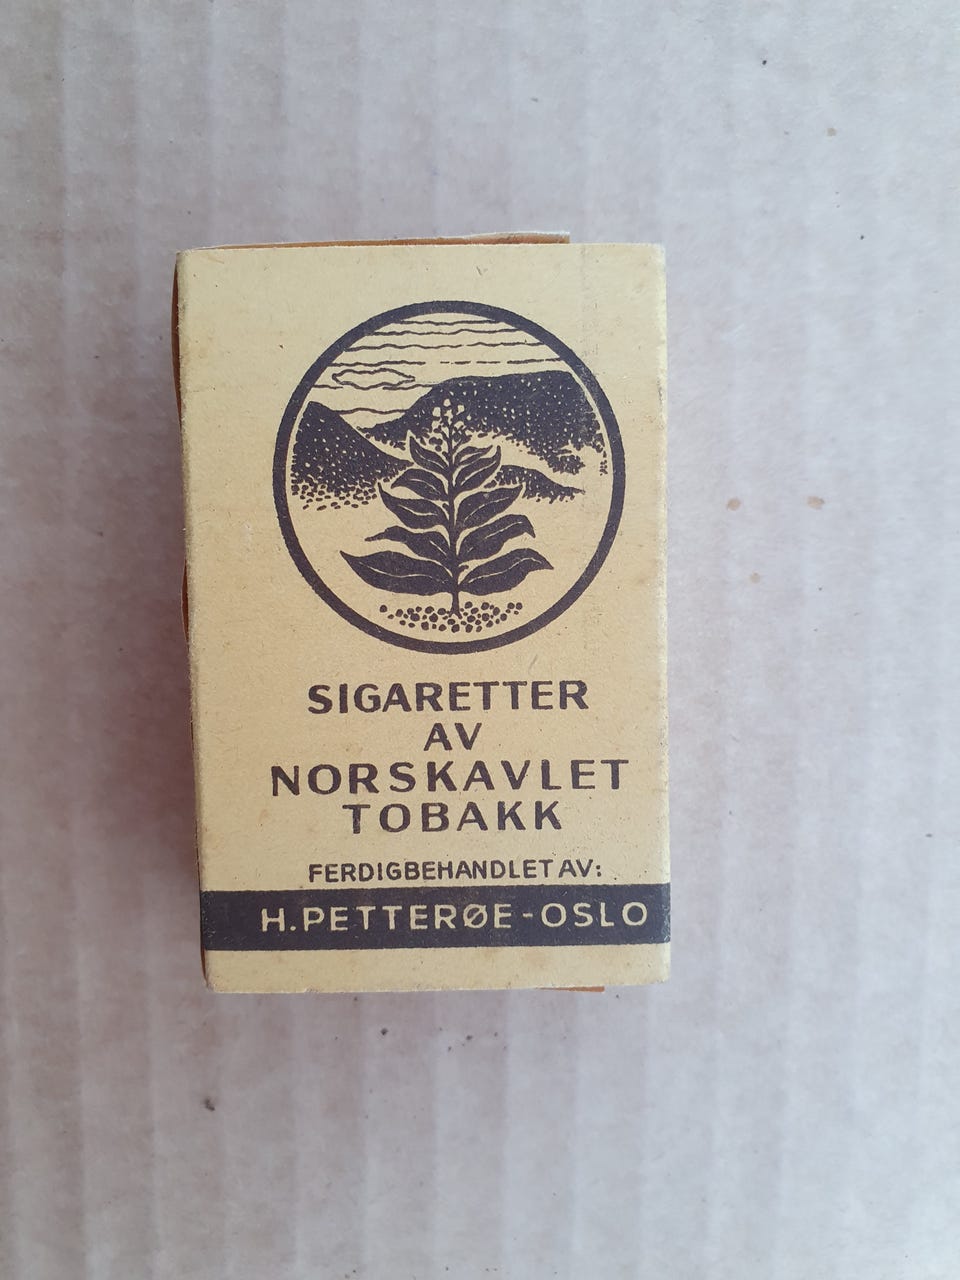 SIGARETTER
AV
NORSKAVLET
TOBAKK
FERDIGBEHANDLET AV:
H. PETTERØE - OSLO